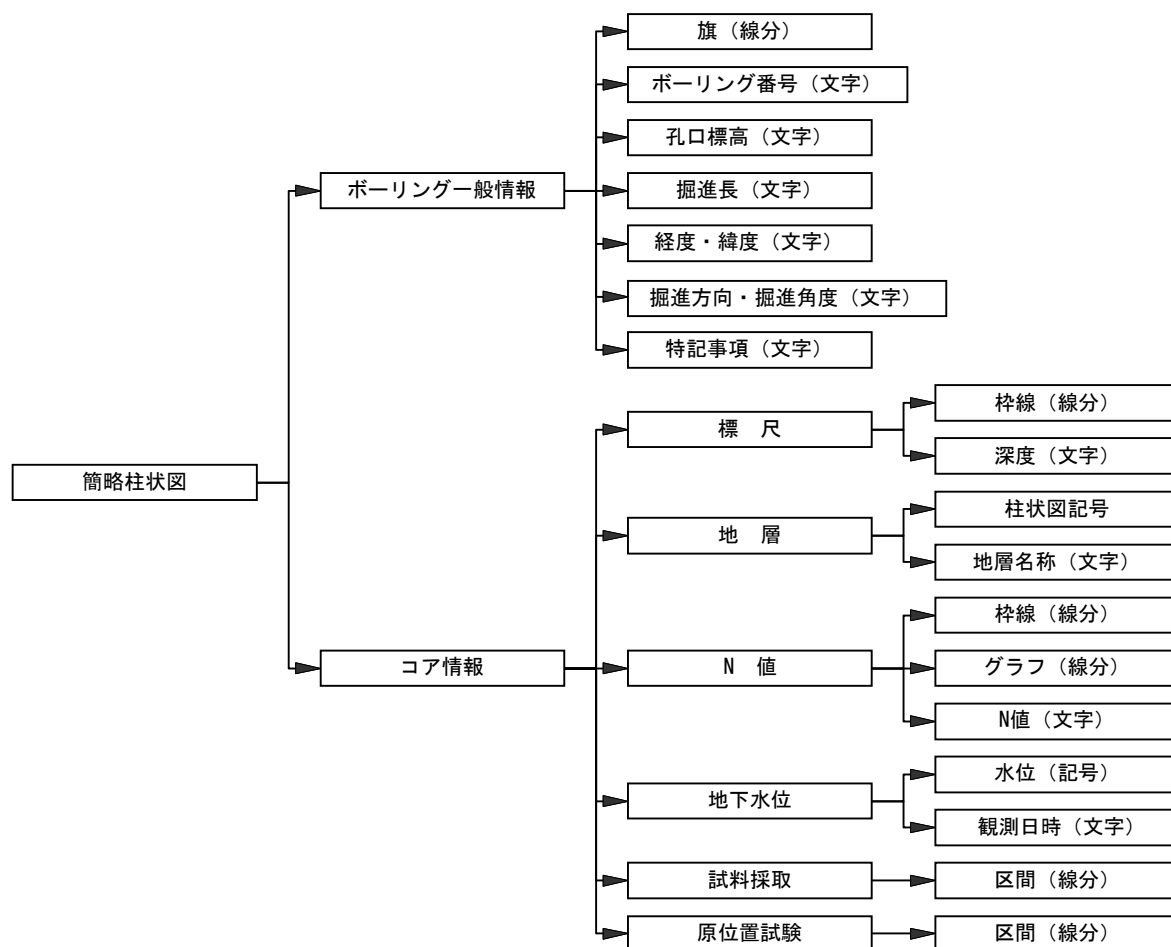 旗（線分）
ボーリング番号（文字）
孔口標高（文字）
ボーリング一般情報
掘進長（文字）
経度・緯度（文字）
掘進方向・掘進角度（文字）
特記事項（文字）
簡略柱状図
コア情報
標　尺
枠線（線分）
深度（文字）
地　層
柱状図記号
地層名称（文字）
N　値
枠線（線分）
グラフ（線分）
N値（文字）
地下水位
水位（記号）
観測日時（文字）
試料採取
区間（線分）
原位置試験
区間（線分）